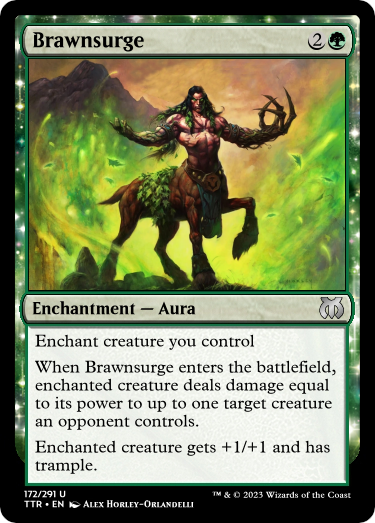 Brawnsurge 2
Enchantment — Aura
Enchant creature you control
When Brawnsurge enters the battlefield,
enchanted creature deals damage equal
to its power to up to one target creature
an opponent controls.
Enchanted creature gets +1/+1 and has
trample.
172/291 U
TTR • EN Alex Horley-Orlandelli
™ & © 2023 Wizards of the Coast